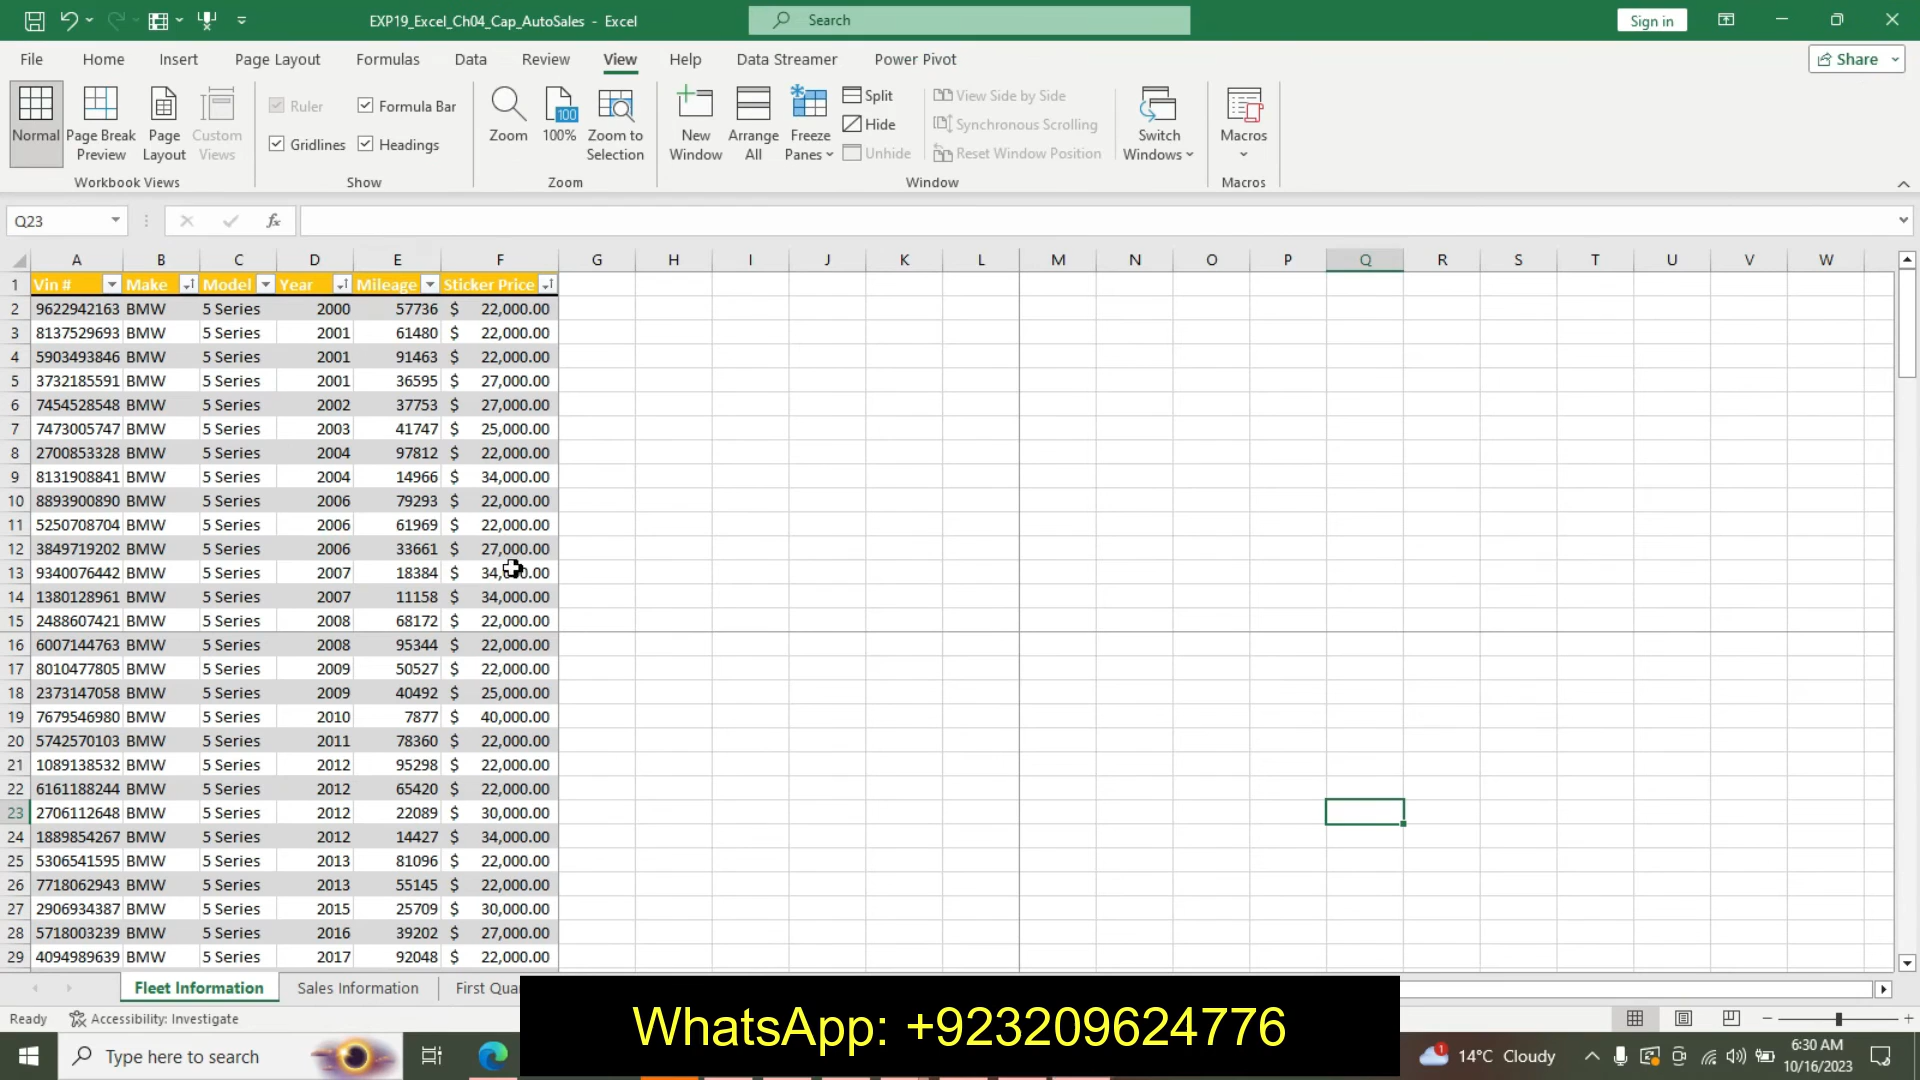 EXP19_Excel_Ch04_Cap_AutoSales - Excel
Search
Sign in
File Home Insert Page Layout Formulas Data Review View Help Data Streamer Power Pivot
Share
Normal
Page Break Preview
Page Layout
Custom Views
Workbook Views
Ruler
Formula Bar
Gridlines
Headings
Show
Zoom
100
100%
Zoom to Selection
Zoom
New Window
Arrange All
Freeze Panes
Split
Hide
Unhide
View Side by Side
Synchronous Scrolling
Reset Window Position
Switch Windows
Window
Macros
Macros
Q23
fx
A B C D E F G H I J K L M N O P Q R S T U V W
1 Vin # Make Model Year Mileage Sticker Price
2 9622942163 BMW 5 Series 2000 57736 $ 22,000.00
3 8137529693 BMW 5 Series 2001 61480 $ 22,000.00
4 5903493846 BMW 5 Series 2001 91463 $ 22,000.00
5 3732185591 BMW 5 Series 2001 36595 $ 27,000.00
6 7454528548 BMW 5 Series 2002 37753 $ 27,000.00
7 7473005747 BMW 5 Series 2003 41747 $ 25,000.00
8 2700853328 BMW 5 Series 2004 97812 $ 22,000.00
9 8131908841 BMW 5 Series 2004 14966 $ 34,000.00
10 8893900890 BMW 5 Series 2006 79293 $ 22,000.00
11 5250708704 BMW 5 Series 2006 61969 $ 22,000.00
12 3849719202 BMW 5 Series 2006 33661 $ 27,000.00
13 9340076442 BMW 5 Series 2007 18384 $
14 1380128961 BMW 5 Series 2007 11158 $ 34,000.00
15 2488607421 BMW 5 Series 2008 68172 $ 22,000.00
16 6007144763 BMW 5 Series 2008 95344 $ 22,000.00
17 8010477805 BMW 5 Series 2009 50527 $ 22,000.00
18 2373147058 BMW 5 Series 2009 40492 $ 25,000.00
19 7679546980 BMW 5 Series 2010 7877 $ 40,000.00
20 5742570103 BMW 5 Series 2011 78360 $ 22,000.00
21 1089138532 BMW 5 Series 2012 95298 $ 22,000.00
22 6161188244 BMW 5 Series 2012 65420 $ 22,000.00
23 2706112648 BMW 5 Series 2012 22089 $ 30,000.00
24 1889854267 BMW 5 Series 2012 14427 $ 34,000.00
25 5306541595 BMW 5 Series 2013 81096 $ 22,000.00
26 7718062943 BMW 5 Series 2013 55145 $ 22,000.00
27 2906934387 BMW 5 Series 2015 25709 $ 30,000.00
28 5718003239 BMW 5 Series 2016 39202 $ 27,000.00
29 4094989639 BMW 5 Series 2017 92048 $ 22,000.00
Fleet Information Sales Information First Qua
WhatsApp: +923209624776
Ready Accessibility: Investigate
Type here to search
1
14°C Cloudy
6:30 AM
10/16/2023